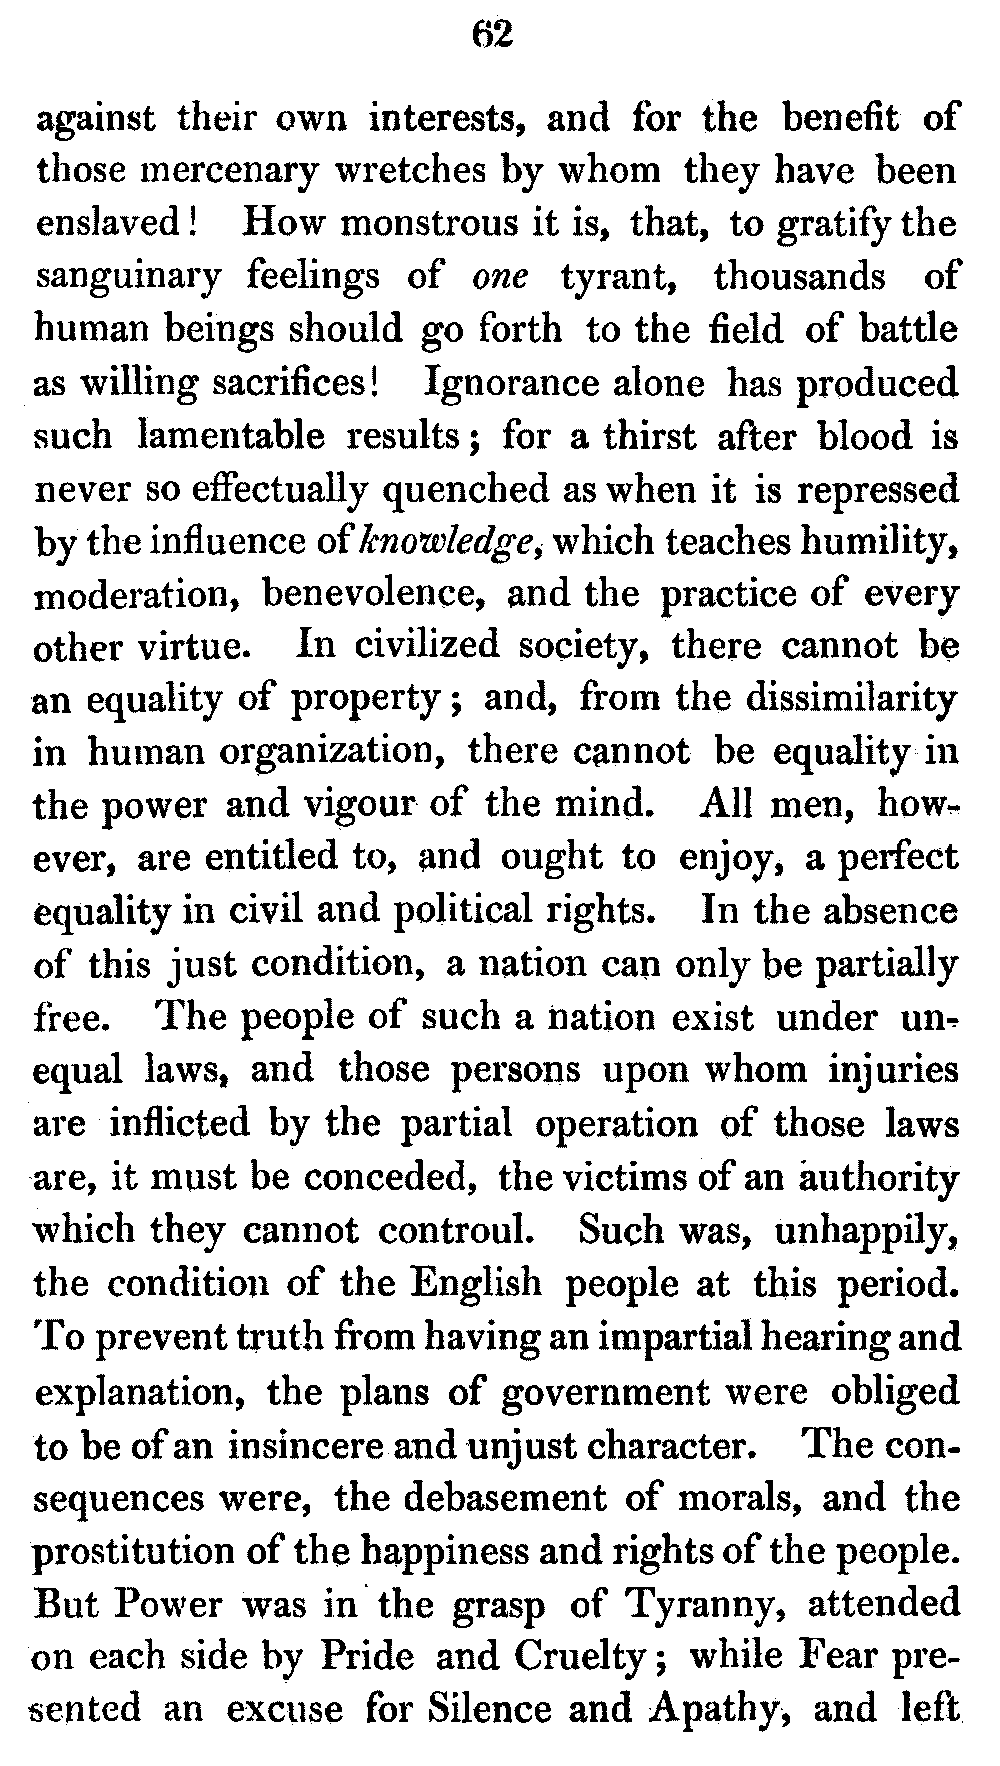 62
against their own interests, and for the benefit of
those mercenary wretches by whom they have been
enslaved! How monstrous it is, that, to gratify the
sanguinary feelings of one tyrant, thousands of
human beings should go forth to the field of battle
as willing sacrifices! Ignorance alone has produced
such lamentable results; for a thirst after blood is
never so effectually quenched as when it is repressed
by the influence of knowledge, which teaches humility,
moderation, benevolence, and the practice of every
other virtue. In civilized society, there cannot be
an equality of property; and, from the dissimilarity
in human organization, there cannot be equality in
the power and vigour of the mind. All men, how-
ever, are entitled to, and ought to enjoy, a perfect
equality in civil and political rights. In the absence
of this just condition, a nation can only be partially
free. The people of such a nation exist under un-
equal laws, and those persons upon whom injuries
are inflicted by the partial operation of those laws
are, it must be conceded, the victims of an authority
which they cannot controul. Such was, unhappily,
the condition of the English people at this period.
To prevent truth from having an impartial hearing and
explanation, the plans of government were obliged
to be of an insincere and unjust character. The con-
sequences were, the debasement of morals, and the
prostitution of the happiness and rights of the people.
But Power was in the grasp of Tyranny, attended
on each side by Pride and Cruelty; while Fear pre-
sented an excuse for Silence and Apathy, and left